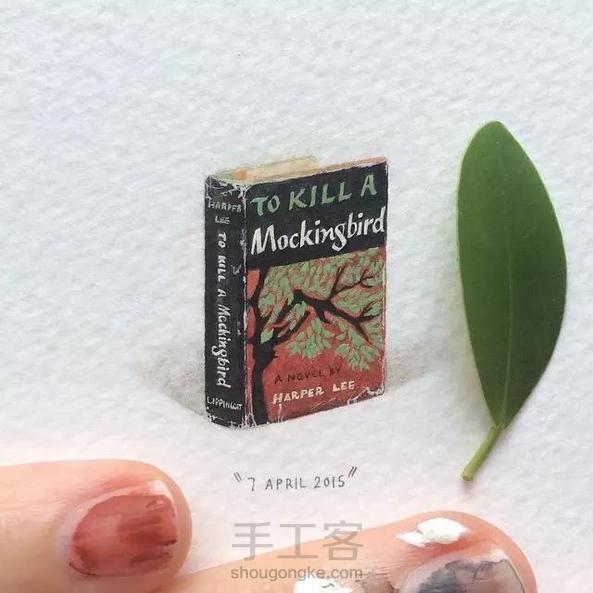 HARPER
LEE
TO KILL A Mockingbird
LIPPINCOTT
TO KILL A
Mockingbird
A NOVEL BY
HARPER LEE
"7 APRIL 2015"
手工客
shougongke.com